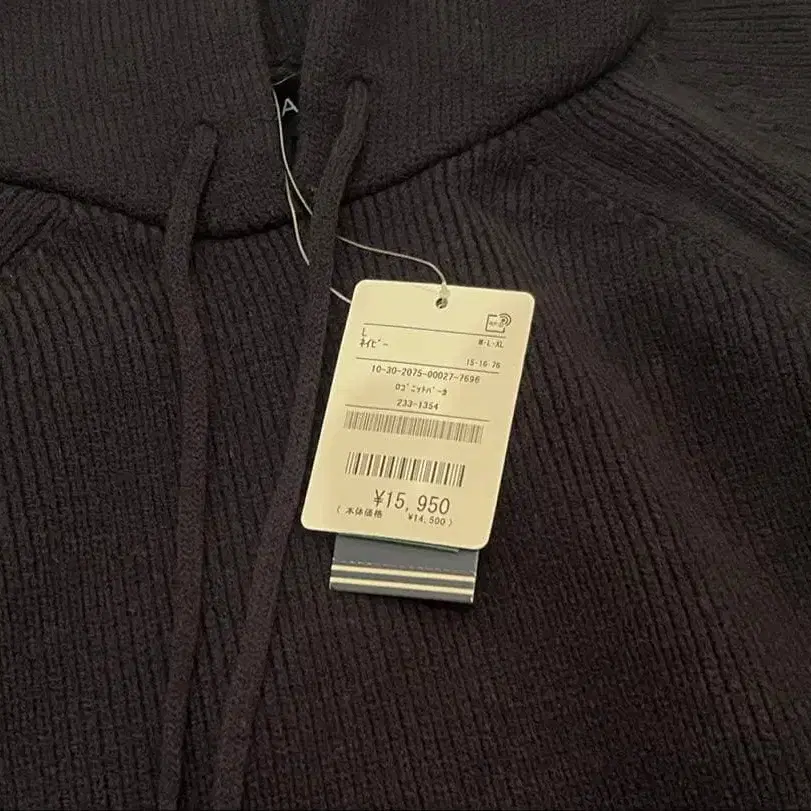 A
L
ネイビー M・L・XL
15-16-76
10-30-2075-00027-7696
ロゴニットパーカ
233-1354
¥15,950
(本体価格 ¥14,500)